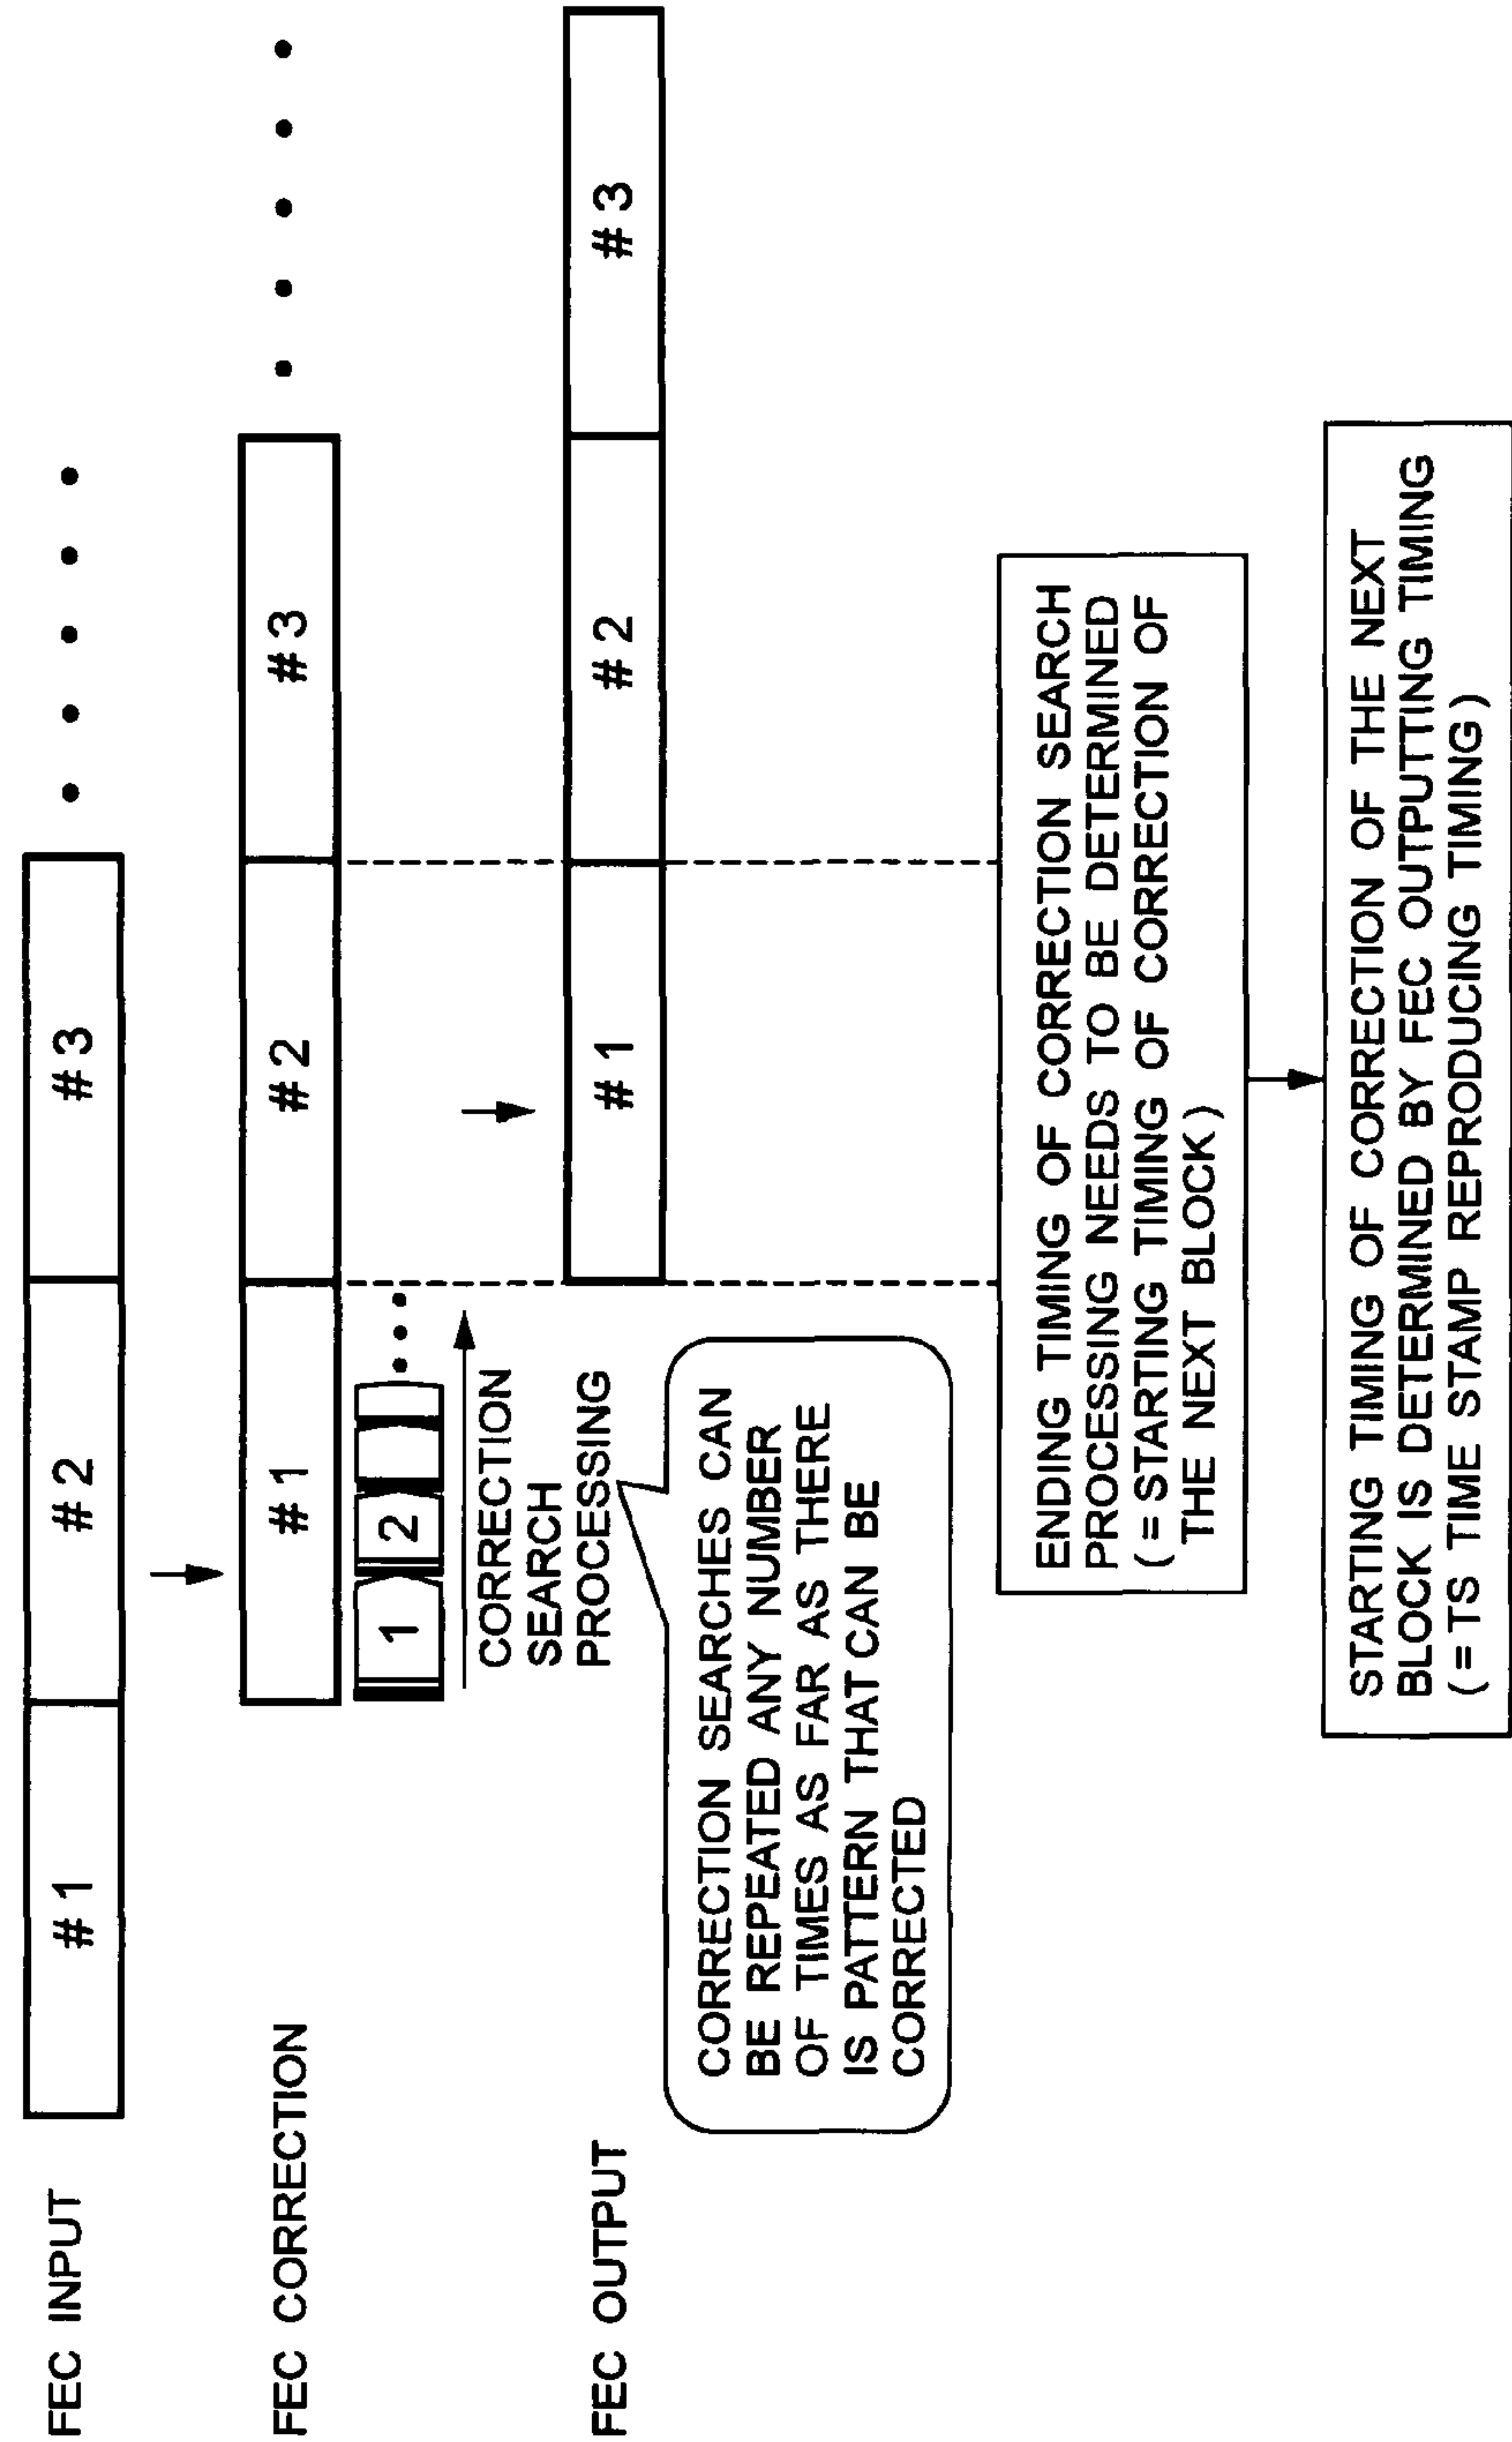 FEC INPUT
# 1
# 2
# 3
FEC CORRECTION
# 1
# 2
# 3
1
2
CORRECTION
SEARCH
PROCESSING
FEC OUTPUT
# 1
# 2
# 3
CORRECTION SEARCHES CAN
BE REPEATED ANY NUMBER
OF TIMES AS FAR AS THERE
IS PATTERN THAT CAN BE
CORRECTED
ENDING TIMING OF CORRECTION SEARCH
PROCESSING NEEDS TO BE DETERMINED
(= STARTING TIMING OF CORRECTION OF
THE NEXT BLOCK)
STARTING TIMING OF CORRECTION OF THE NEXT
BLOCK IS DETERMINED BY FEC OUTPUTTING TIMING
(= TS TIME STAMP REPRODUCING TIMING)